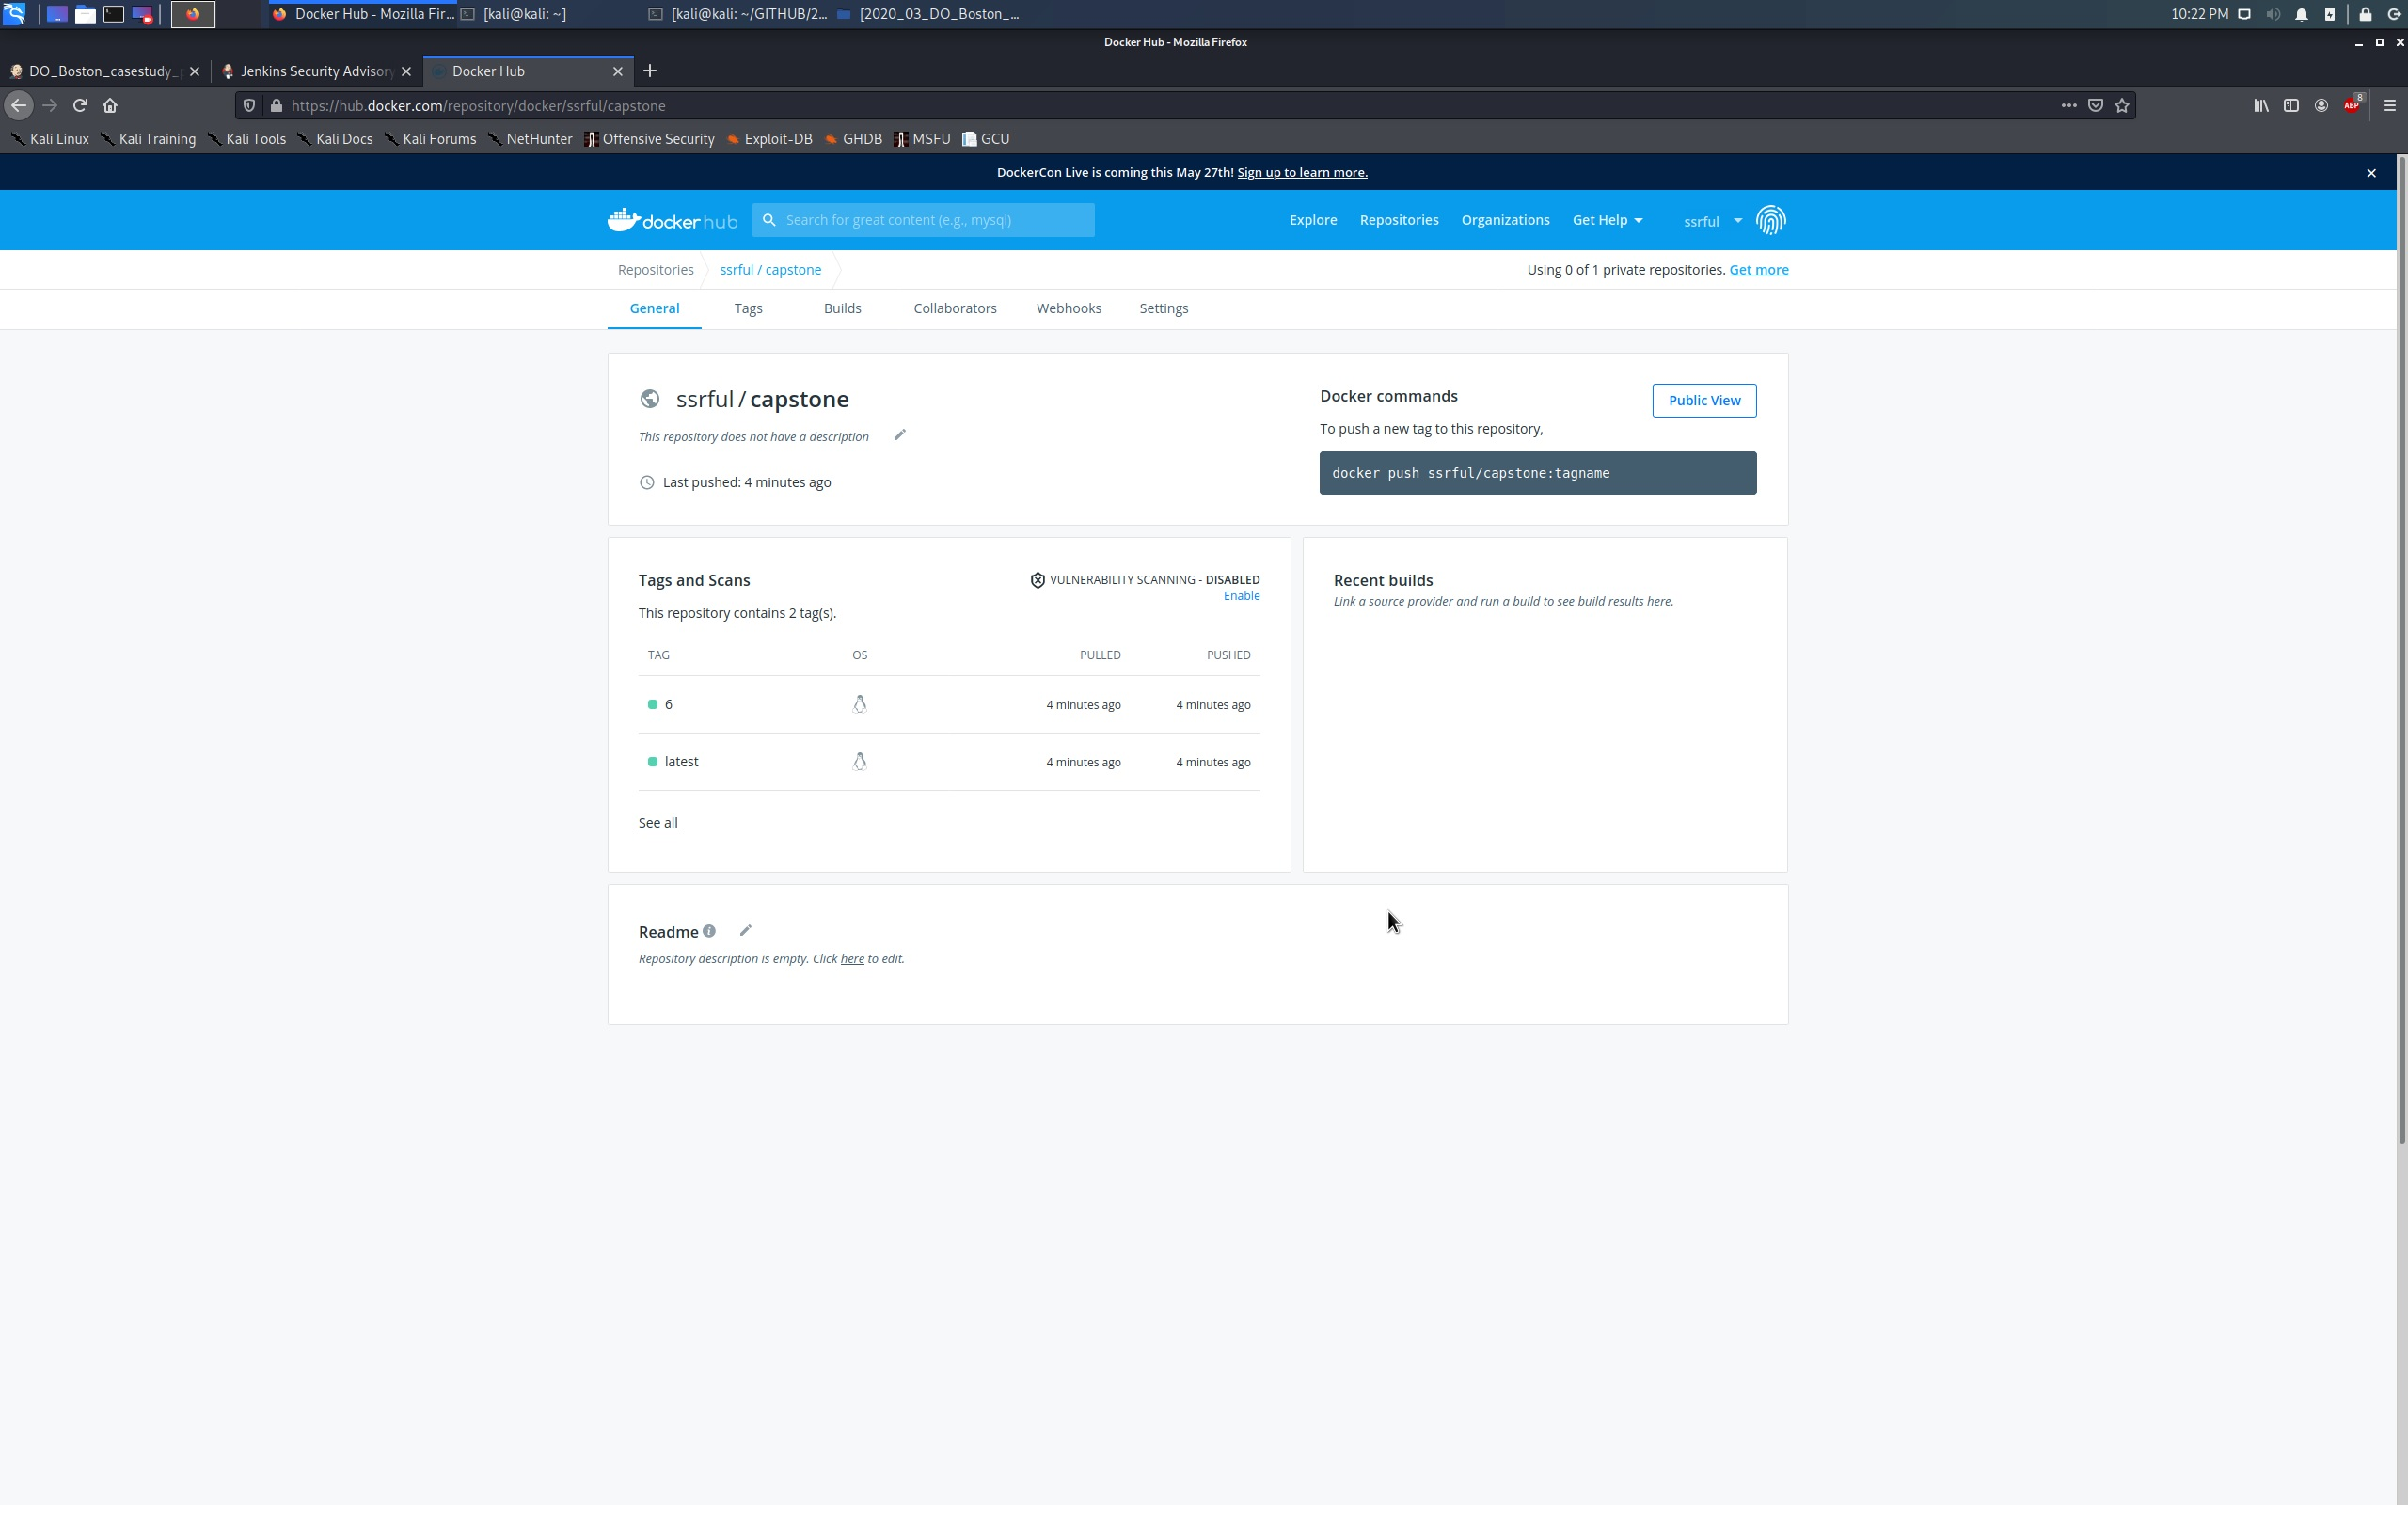 Docker Hub - Mozilla Fir...
[kali@kali: ~]
[kali@kali: ~/GITHUB/2...
[2020_03_DO_Boston_...
10:22 PM
Docker Hub - Mozilla Firefox
DO_Boston_casestudy_
Jenkins Security Advisory
Docker Hub
https://hub.docker.com/repository/docker/ssrful/capstone
ABP
8
Kali Linux
Kali Training
Kali Tools
Kali Docs
Kali Forums
NetHunter
Offensive Security
Exploit-DB
GHDB
MSFU
GCU
DockerCon Live is coming this May 27th! Sign up to learn more.
docker hub
Search for great content (e.g., mysql)
Explore
Repositories
Organizations
Get Help
ssrful
Repositories
ssrful / capstone
Using 0 of 1 private repositories. Get more
General
Tags
Builds
Collaborators
Webhooks
Settings
ssrful / capstone
This repository does not have a description
Last pushed: 4 minutes ago
Docker commands
Public View
To push a new tag to this repository,
docker push ssrful/capstone:tagname
Tags and Scans
VULNERABILITY SCANNING - DISABLED
Enable
This repository contains 2 tag(s).
TAG OS PULLED PUSHED
6 4 minutes ago 4 minutes ago
latest 4 minutes ago 4 minutes ago
See all
Recent builds
Link a source provider and run a build to see build results here.
Readme
Repository description is empty. Click here to edit.